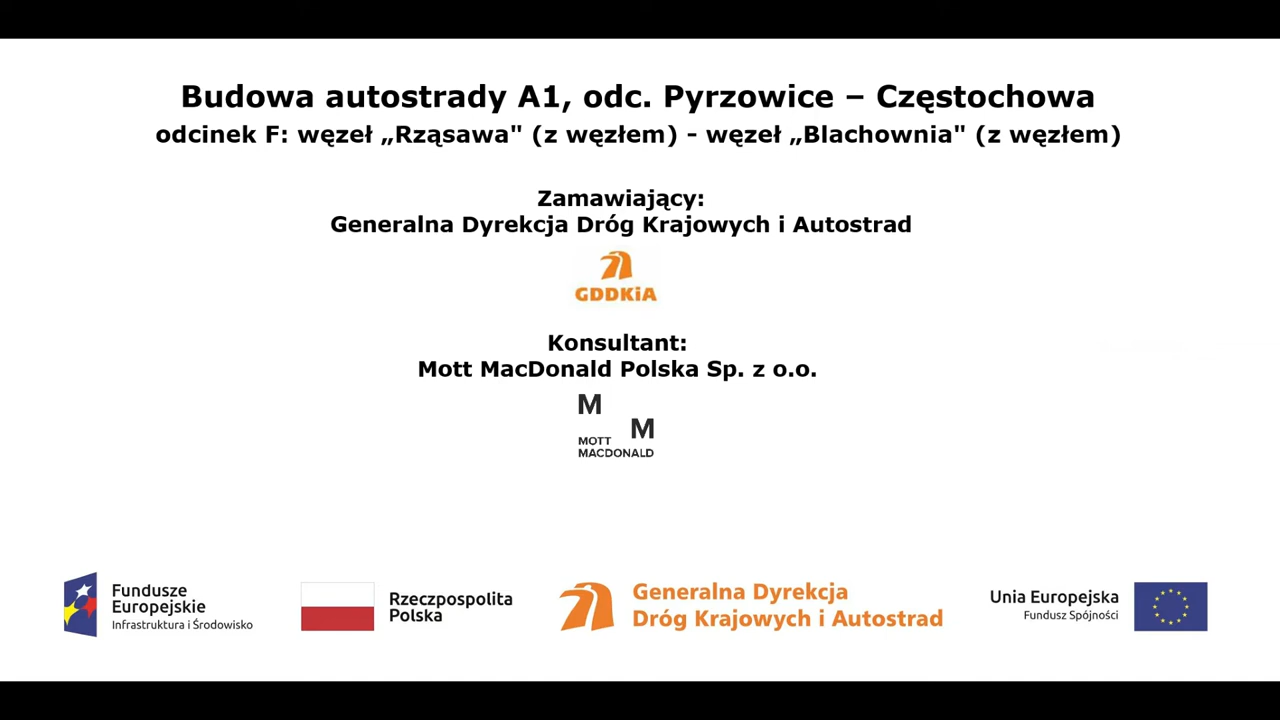 Budowa autostrady A1, odc. Pyrzowice – Częstochowa
odcinek F: węzeł „Rząsawa" (z węzłem) - węzeł „Blachownia" (z węzłem)
Zamawiający:
Generalna Dyrekcja Dróg Krajowych i Autostrad
GDDKiA
Konsultant:
Mott MacDonald Polska Sp. z o.o.
M
M
MOTT
MACDONALD
Fundusze
Europejskie
Infrastruktura i Środowisko
Rzeczpospolita
Polska
Generalna Dyrekcja
Dróg Krajowych i Autostrad
Unia Europejska
Fundusz Spójności